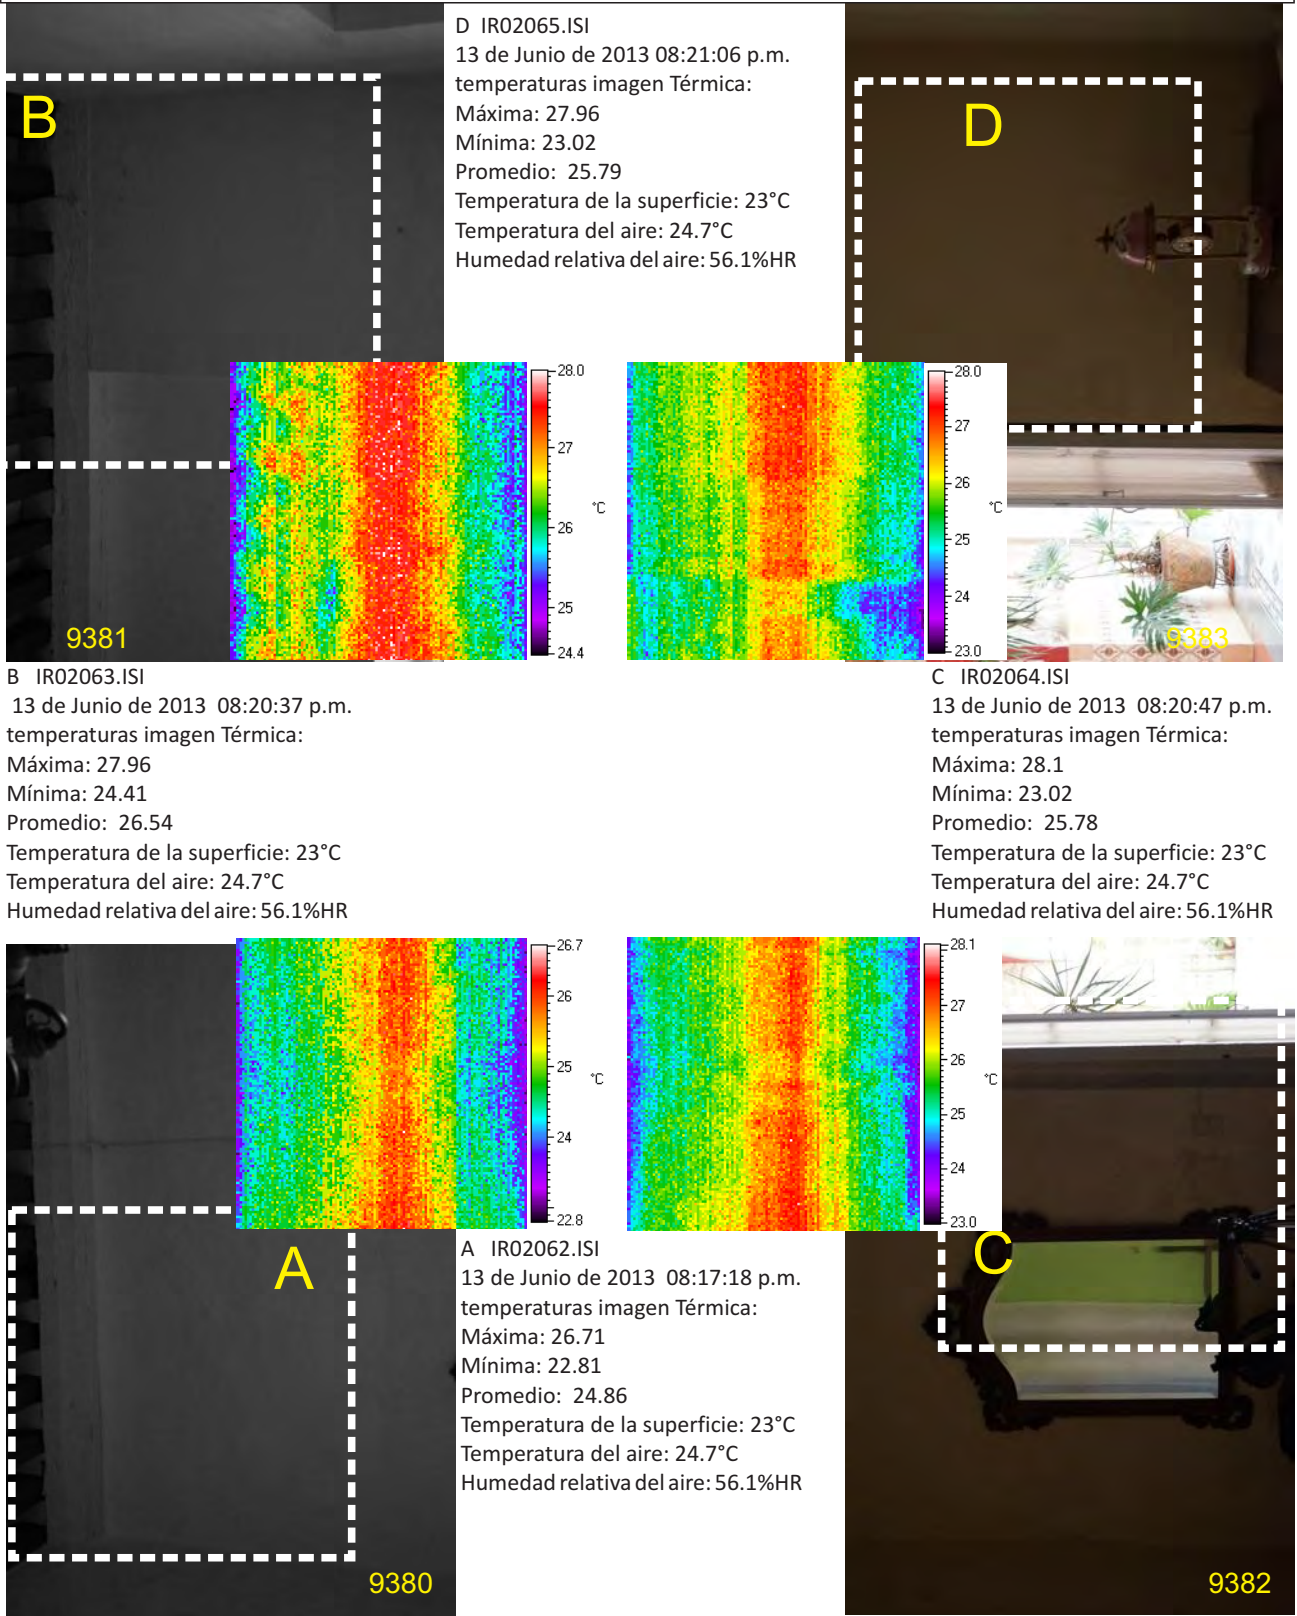 D IR02065.ISI
13 de Junio de 2013 08:21:06 p.m.
temperaturas imagen Térmica:
Máxima: 27.96
Mínima: 23.02
Promedio: 25.79
Temperatura de la superficie: 23°C
Temperatura del aire: 24.7°C
Humedad relativa del aire: 56.1%HR
B
D
28.0
27
26
25
24.4
°C
28.0
27
26
25
24
23.0
°C
9381
9383
B IR02063.ISI
13 de Junio de 2013 08:20:37 p.m.
temperaturas imagen Térmica:
Máxima: 27.96
Mínima: 24.41
Promedio: 26.54
Temperatura de la superficie: 23°C
Temperatura del aire: 24.7°C
Humedad relativa del aire: 56.1%HR
C IR02064.ISI
13 de Junio de 2013 08:20:47 p.m.
temperaturas imagen Térmica:
Máxima: 28.1
Mínima: 23.02
Promedio: 25.78
Temperatura de la superficie: 23°C
Temperatura del aire: 24.7°C
Humedad relativa del aire: 56.1%HR
26.7
26
25
24
22.8
°C
28.1
27
26
25
24
23.0
°C
A
C
A IR02062.ISI
13 de Junio de 2013 08:17:18 p.m.
temperaturas imagen Térmica:
Máxima: 26.71
Mínima: 22.81
Promedio: 24.86
Temperatura de la superficie: 23°C
Temperatura del aire: 24.7°C
Humedad relativa del aire: 56.1%HR
9380
9382